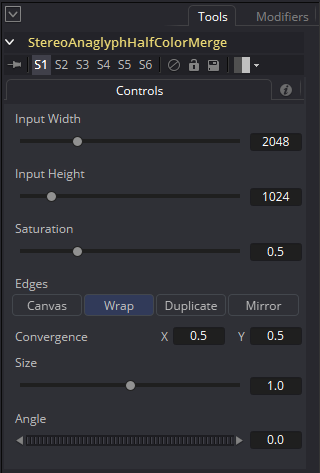 Tools Modifiers
StereoAnaglyphHalfColorMerge
S1 S2 S3 S4 S5 S6
Controls
Input Width
2048
Input Height
1024
Saturation
0.5
Edges
Canvas Wrap Duplicate Mirror
Convergence X 0.5 Y 0.5
Size
1.0
Angle
0.0